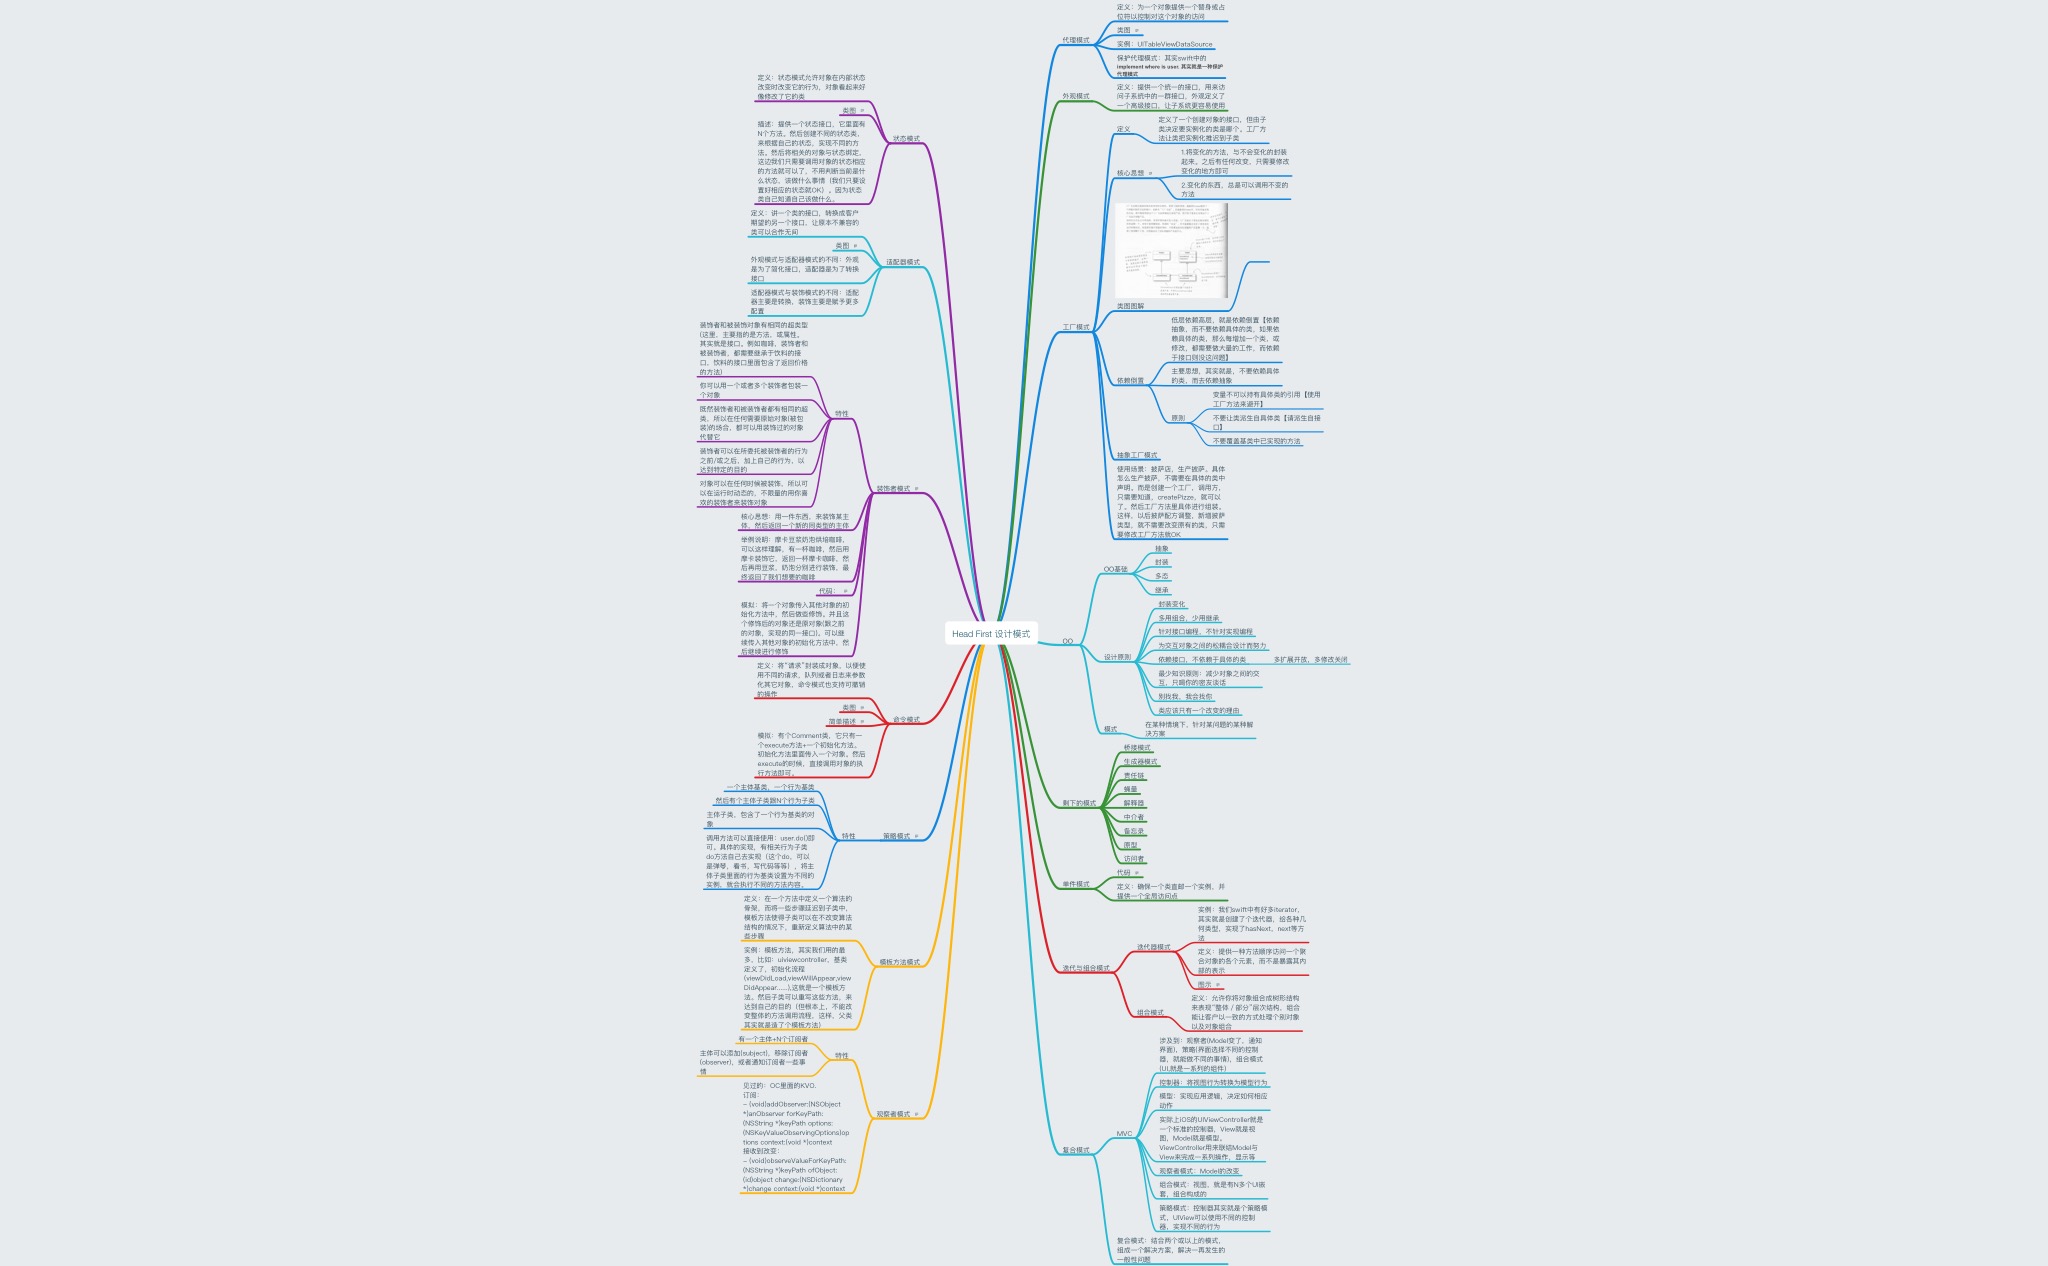 Head First 设计模式
代理模式
定义：为一个对象提供一个替身或占
位符以控制对这个对象的访问
类图
实例：UITableViewDataSource
保护代理模式：其实swift中的
implement where is user. 其实就是一种保护
代理模式
外观模式
定义：提供一个统一的接口，用来访
问子系统中的一群接口，外观定义了
一个高级接口，让子系统更容易使用
工厂模式
定义
定义了一个创建对象的接口，但由子
类决定要实例化的类是哪个。工厂方
法让类把实例化推迟到子类
核心思想
1.将变化的方法，与不会变化的封装
起来。之后有任何改变，只需要修改
变化的地方即可
2.变化的东西，总是可以调用不变的
方法
类图图解
依赖倒置
低层依赖高层，就是依赖倒置【依赖
抽象，而不要依赖具体的类，如果依
赖具体的类，那么每增加一个类，或
修改，都需要做大量的工作，而依赖
于接口则没这问题】
主要思想，其实就是，不要依赖具体
的类，而去依赖抽象
原则
变量不可以持有具体类的引用【使用
工厂方法来避开】
不要让类派生自具体类【请派生自接
口】
不要覆盖基类中已实现的方法
抽象工厂模式
使用场景：披萨店，生产披萨。具体
怎么生产披萨，不需要在具体的类中
声明。而是创建一个工厂，调用方，
只需要知道，createPizze，就可以
了。然后工厂方法里具体进行组装。
这样，以后披萨配方调整，新增披萨
类型，就不需要改变原有的类，只需
要修改工厂方法就OK
OO
OO基础
抽象
封装
多态
继承
设计原则
封装变化
多用组合，少用继承
针对接口编程，不针对实现编程
为交互对象之间的松耦合设计而努力
依赖接口，不依赖于具体的类
多扩展开放，多修改关闭
最少知识原则：减少对象之间的交
互，只喝你的密友谈话
别找我，我会找你
类应该只有一个改变的理由
模式
在某种情境下，针对某问题的某种解
决方案
剩下的模式
桥接模式
生成器模式
责任链
蝇量
解释器
中介者
备忘录
原型
访问者
单件模式
代码
定义：确保一个类直邮一个实例，并
提供一个全局访问点
迭代与组合模式
迭代器模式
实例：我们swift中有好多iterator，
其实就是创建了个迭代器，给各种几
何类型，实现了hasNext、next等方
法
定义：提供一种方法顺序访问一个聚
合对象的各个元素，而不是暴露其内
部的表示
图示
组合模式
定义：允许你将对象组合成树形结构
来表现“整体 / 部分”层次结构，组合
能让客户以一致的方式处理个别对象
以及对象组合
复合模式
MVC
涉及到：观察者(Model变了，通知
界面)，策略(界面选择不同的控制
器，就能做不同的事情)，组合模式
(UI,就是一系列的组件)
控制器：将视图行为转换为模型行为
模型：实现应用逻辑，决定如何相应
动作
实际上iOS的UIViewController就是
一个标准的控制器，View就是视
图，Model就是模型。
ViewController用来联结Model与
View来完成一系列操作，显示等
观察者模式：Model的改变
组合模式：视图，就是有N多个UI嵌
套，组合构成的
策略模式：控制器其实就是个策略模
式，UIView可以使用不同的控制
器，实现不同的行为
复合模式：结合两个或以上的模式，
组成一个解决方案，解决一再发生的
一般性问题
状态模式
定义：状态模式允许对象在内部状态
改变时改变它的行为，对象看起来好
像修改了它的类
类图
描述：提供一个状态接口，它里面有
N个方法。然后创建不同的状态类，
来根据自己的状态，实现不同的方
法。然后将相关的对象与状态绑定，
这边我们只需要调用对象的状态相应
的方法就可以了，不用判断当前是什
么状态，该做什么事情（我们只要设
置好相应的状态就OK）。因为状态
类自己知道自己该做什么。
适配器模式
定义：讲一个类的接口，转换成客户
期望的另一个接口，让原本不兼容的
类可以合作无间
类图
外观模式与适配器模式的不同：外观
是为了简化接口，适配器是为了转换
接口
适配器模式与装饰模式的不同：适配
器主要是转换，装饰主要是赋予更多
配置
装饰者模式
特性
装饰者和被装饰对象有相同的超类型
(这里，主要指的是方法，或属性，
其实就是接口。例如咖啡，装饰者和
被装饰者，都需要继承于饮料的接
口，饮料的接口里面包含了返回价格
的方法)
你可以用一个或者多个装饰者包装一
个对象
既然装饰者和被装饰者都有相同的超
类，所以在任何需要原始对象(被包
装)的场合，都可以用装饰过的对象
代替它
装饰者可以在所委托被装饰者的行为
之前/或之后，加上自己的行为，以
达到特定的目的
对象可以在任何时候被装饰，所以可
以在运行时动态的，不限量的用你喜
欢的装饰者来装饰对象
核心思想：用一件东西，来装饰某主
体，然后返回一个新的同类型的主体
举例说明：摩卡豆浆奶泡烘焙咖啡，
可以这样理解，有一杯咖啡，然后用
摩卡装饰它，返回一杯摩卡咖啡，然
后再用豆浆，奶泡分别进行装饰，最
终返回了我们想要的咖啡
代码：
模拟：将一个对象传入其他对象的初
始化方法中，然后做些修饰。并且这
个修饰后的对象还是原对象(跟之前
的对象，实现的同一接口)。可以继
续传入其他对象的初始化方法中，然
后继续进行修饰
命令模式
定义：将“请求”封装成对象，以便使
用不同的请求，队列或者日志来参数
化其它对象，命令模式也支持可撤销
的操作
类图
简单描述
模拟：有个Comment类，它只有一
个execute方法+一个初始化方法。
初始化方法里面传入一个对象。然后
execute的时候，直接调用对象的执
行方法即可。
策略模式
特性
一个主体基类，一个行为基类
然后有个主体子类跟N个行为子类
主体子类，包含了一个行为基类的对
象
调用方法可以直接使用：user.do()即
可。具体的实现，有相关行为子类
do方法自己去实现（这个do，可以
是弹琴，看书，写代码等等），将主
体子类里面的行为基类设置为不同的
实例，就会执行不同的方法内容。
模板方法模式
定义：在一个方法中定义一个算法的
骨架，而将一些步骤延迟到子类中，
模板方法使得子类可以在不改变算法
结构的情况下，重新定义算法中的某
些步骤
实例：模板方法，其实我们用的最
多，比如：uiviewcontroller，基类
定义了，初始化流程
(viewDidLoad,viewWillAppear,view
DidAppear......),这就是一个模板方
法。然后子类可以重写这些方法，来
达到自己的目的（但根本上，不能改
变整体的方法调用流程，这样，父类
其实就是造了个模板方法）
观察者模式
特性
有一个主体+N个订阅者
主体可以添加(subject)，移除订阅者
(observer)，或者通知订阅者一些事
情
见过的：OC里面的KVO.
订阅：
- (void)addObserver:(NSObject
*)anObserver forKeyPath:
(NSString *)keyPath options:
(NSKeyValueObservingOptions)op
tions context:(void *)context
接收到改变：
- (void)observeValueForKeyPath:
(NSString *)keyPath ofObject:
(id)object change:(NSDictionary
*)change context:(void *)context